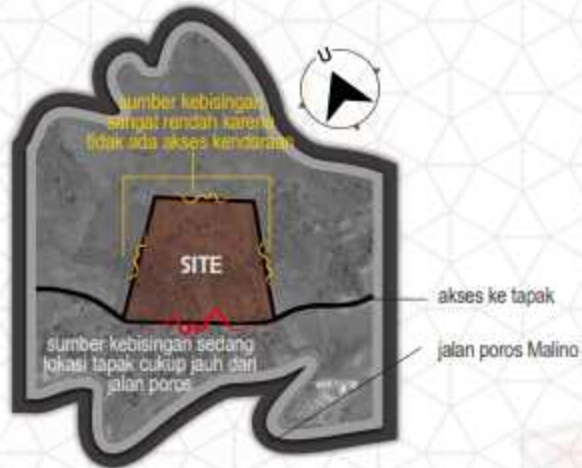 U
sumber kebisingan
sangat rendah karena
tidak ada akses kendaraan
SITE
akses ke tapak
sumber kebisingan sedang
lokasi tapak cukup jauh dari
jalan poros
jalan poros Malino